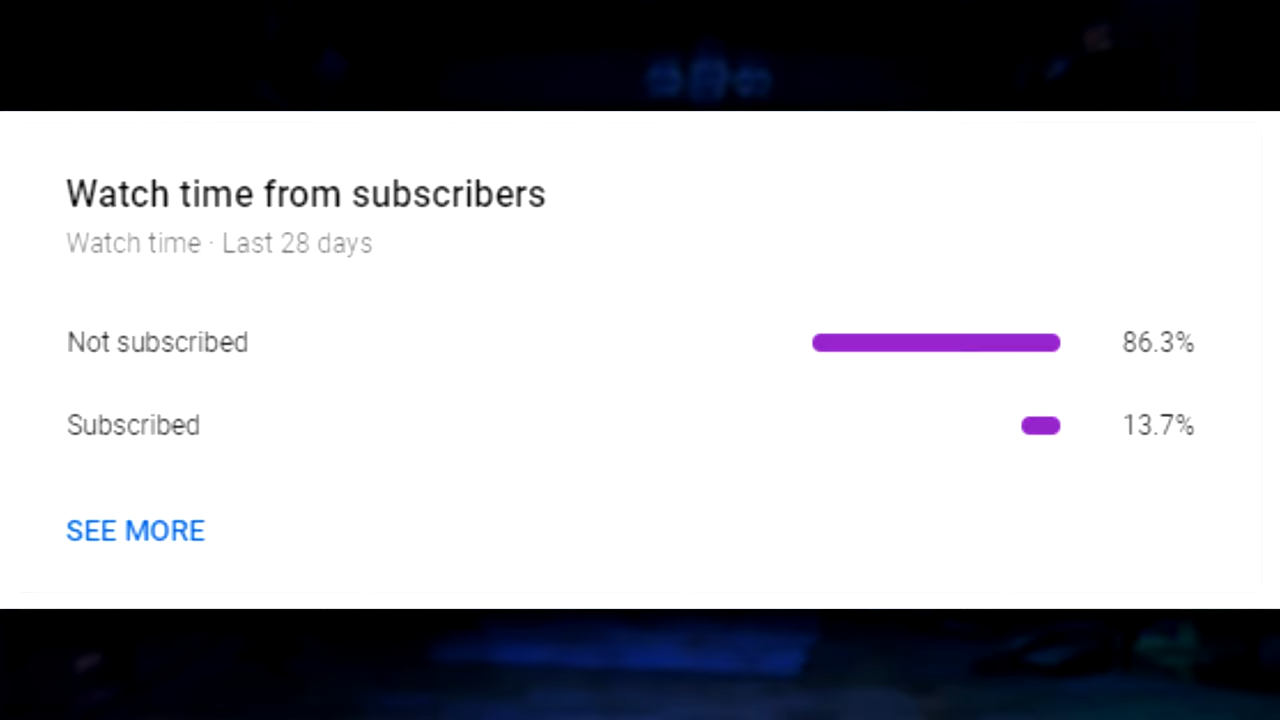 Watch time from subscribers
Watch time · Last 28 days
Not subscribed 86.3%
Subscribed 13.7%
SEE MORE